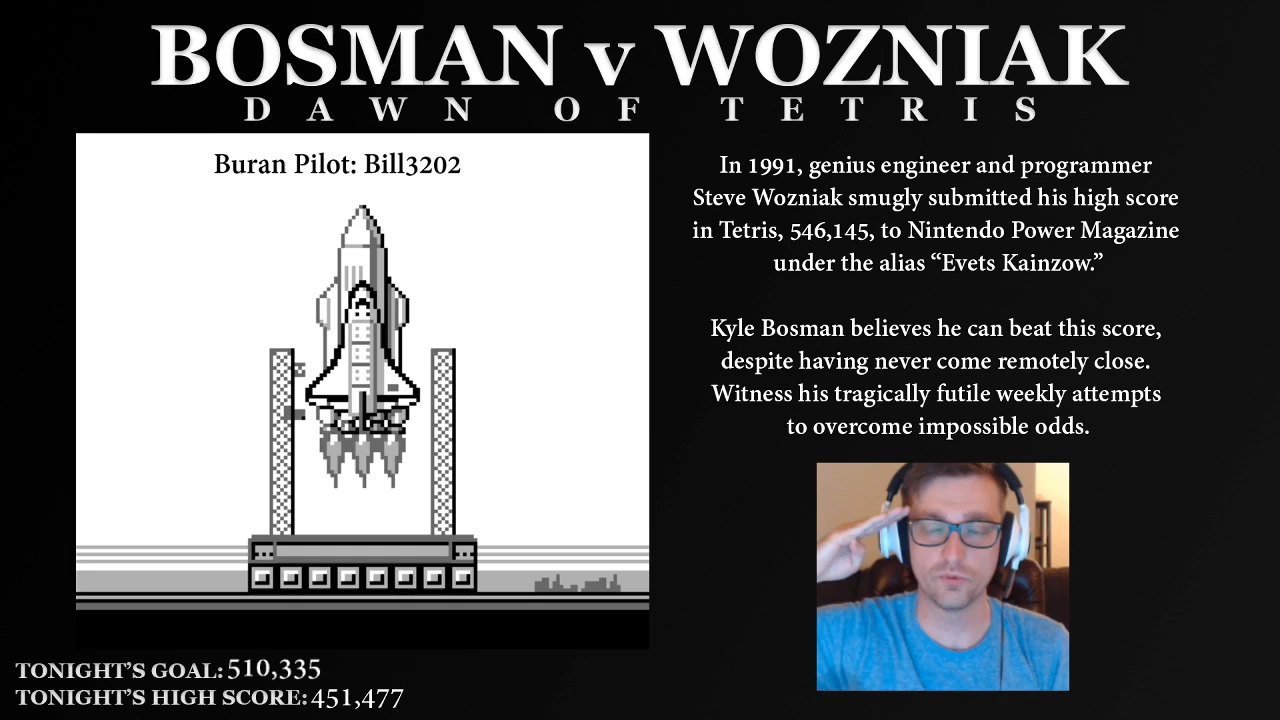 BOSMAN v WOZNIAK
DAWN OF TETRIS
Buran Pilot: Bill3202
In 1991, genius engineer and programmer
Steve Wozniak smugly submitted his high score
in Tetris, 546,145, to Nintendo Power Magazine
under the alias “Evets Kainzow.”
Kyle Bosman believes he can beat this score,
despite having never come remotely close.
Witness his tragically futile weekly attempts
to overcome impossible odds.
TONIGHT’S GOAL: 510,335
TONIGHT’S HIGH SCORE: 451,477